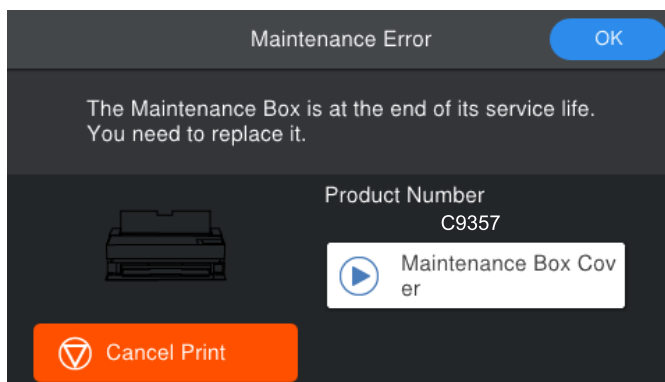 Maintenance Error
OK
The Maintenance Box is at the end of its service life.
You need to replace it.
Product Number
C9357
Maintenance Box Cov
er
Cancel Print